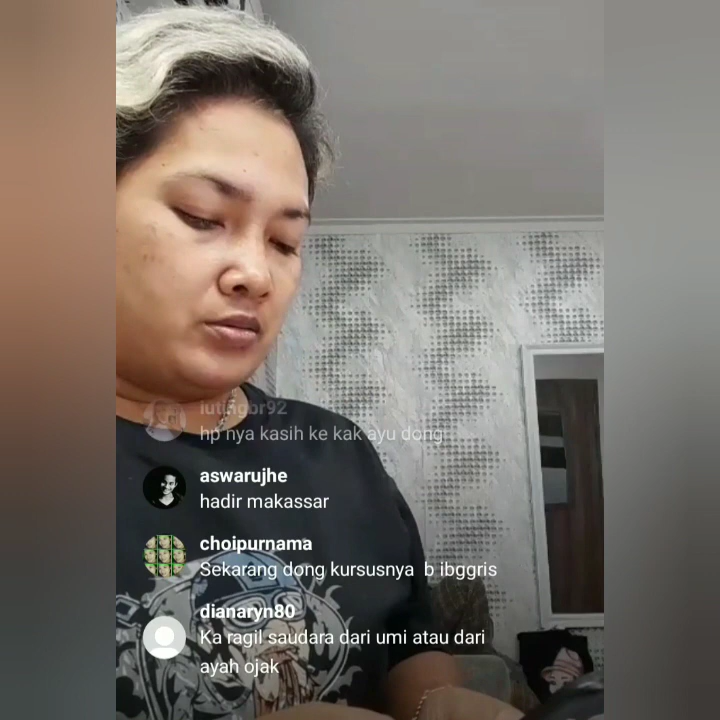 hp nya kasih ke kak ayu dong
aswarujhe
hadir makassar
choipurnama
Sekarang dong kursusnya b ibggris
dianaryn80
Ka ragil saudara dari umi atau dari
ayah ojak